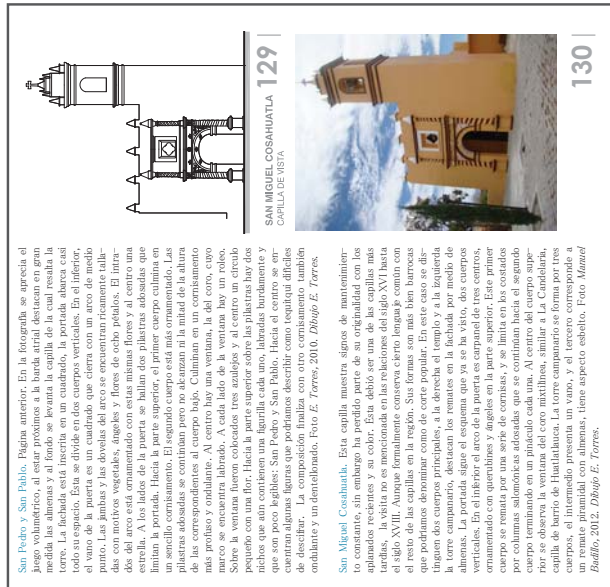 San Pedro y San Pablo. Página anterior. En la fotografía se aprecia el
juego volumétrico, al estar próximos a la barda atrial destacan en gran
medida las almenas y al fondo se levanta la capilla de la cual resalta la
torre. La fachada está inscrita en un cuadrado, la portada abarca casi
todo su espacio. Ésta se divide en dos cuerpos verticales. En el inferior,
el vano de la puerta es un cuadrado que cierra con un arco de medio
punto. Las jambas y las dovelas del arco se encuentran ricamente talla-
das con motivos vegetales, ángeles y flores de ocho pétalos. El intra-
dós del arco está ornamentado con estas mismas flores y al centro una
estrella. A los lados de la puerta se hallan dos pilastras adosadas que
limitan la portada. Hacia la parte superior, el primer cuerpo culmina en
un sencillo cornisamento. El segundo cuerpo está más ornamentado. Las
pilastras adosadas se continúan pero no alcanzan ni la mitad de la altura
de las correspondientes al cuerpo bajo. Culminan en un cornisamento
más profuso y ondulante. Al centro hay una ventana, la del coro, cuyo
marco se encuentra labrado. A cada lado de la ventana hay un roleo.
Sobre la ventana fueron colocados tres azulejos y al centro un círculo
pequeño con una flor. Hacia la parte superior sobre las pilastras hay dos
nichos que aún contienen una figurilla cada uno, labradas burdamente y
que son poco legibles: San Pedro y San Pablo. Hacia el centro se en-
cuentran algunas figuras que podríamos describir como tequitqui difíciles
de descifrar. La composición finaliza con otro cornisamento también
ondulante y un dentellonado. Foto E. Torres, 2010. Dibujo E. Torres.
San Miguel Cosahuatla. Esta capilla muestra signos de mantenimien-
to constante, sin embargo ha perdido parte de su originalidad con los
aplanados recientes y su color. Ésta debió ser una de las capillas más
tardías, la visita no es mencionada en las relaciones del siglo XVI hasta
el siglo XVIII. Aunque formalmente conserva cierto lenguaje común con
el resto de las capillas en la región. Sus formas son más bien barrocas
que podríamos denominar como de corte popular. En este caso se dis-
tinguen dos cuerpos principales, a la derecha el templo y a la izquierda
la torre campanario, destacan los remates en la fachada por medio de
almenas. La portada sigue el esquema que ya se ha visto, dos cuerpos
verticales. En el inferior el arco de la puerta es un arquuelo de tres centros,
ornamentado con querubines y ángeles en la parte superior. Este primer
cuerpo se remata por una serie de cornisas, y se limita en los costados
por columnas salomónicas adosadas que se continúan hacia el segundo
cuerpo terminando en un pináculo cada una. Al centro del cuerpo supe-
rior se observa la ventana del coro mixtilínea, similar a La Candelaria,
capilla de barrio de Huatlatlauca. La torre campanario se forma por tres
cuerpos, el intermedio presenta un vano, y el tercero corresponde a
un remate piramidal con almenas, tiene aspecto esbelto. Foto Manuel
Badillo, 2012. Dibujo E. Torres.
SAN MIGUEL COSAHUATLA
CAPILLA DE VISTA
129
130